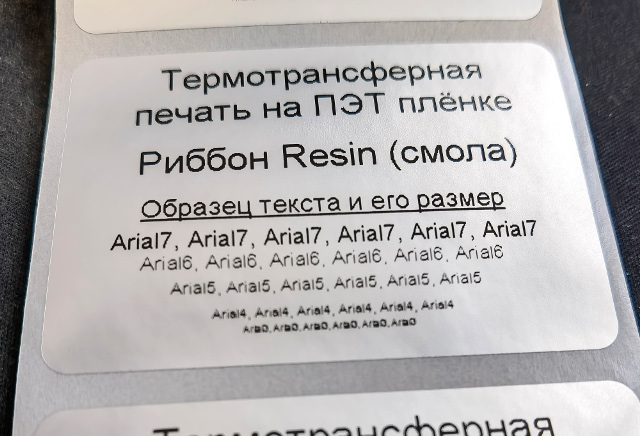 Термотрансферная
печать на ПЭТ плёнке
Риббон Resin (смола)
Образец текста и его размер
Arial7, Arial7, Arial7, Arial7, Arial7, Arial7
Arial6, Arial6, Arial6, Arial6, Arial6, Arial6
Arial5, Arial5, Arial5, Arial5, Arial5, Arial5
Arial4, Arial4, Arial4, Arial4, Arial4, Arial4
Термотрансферная